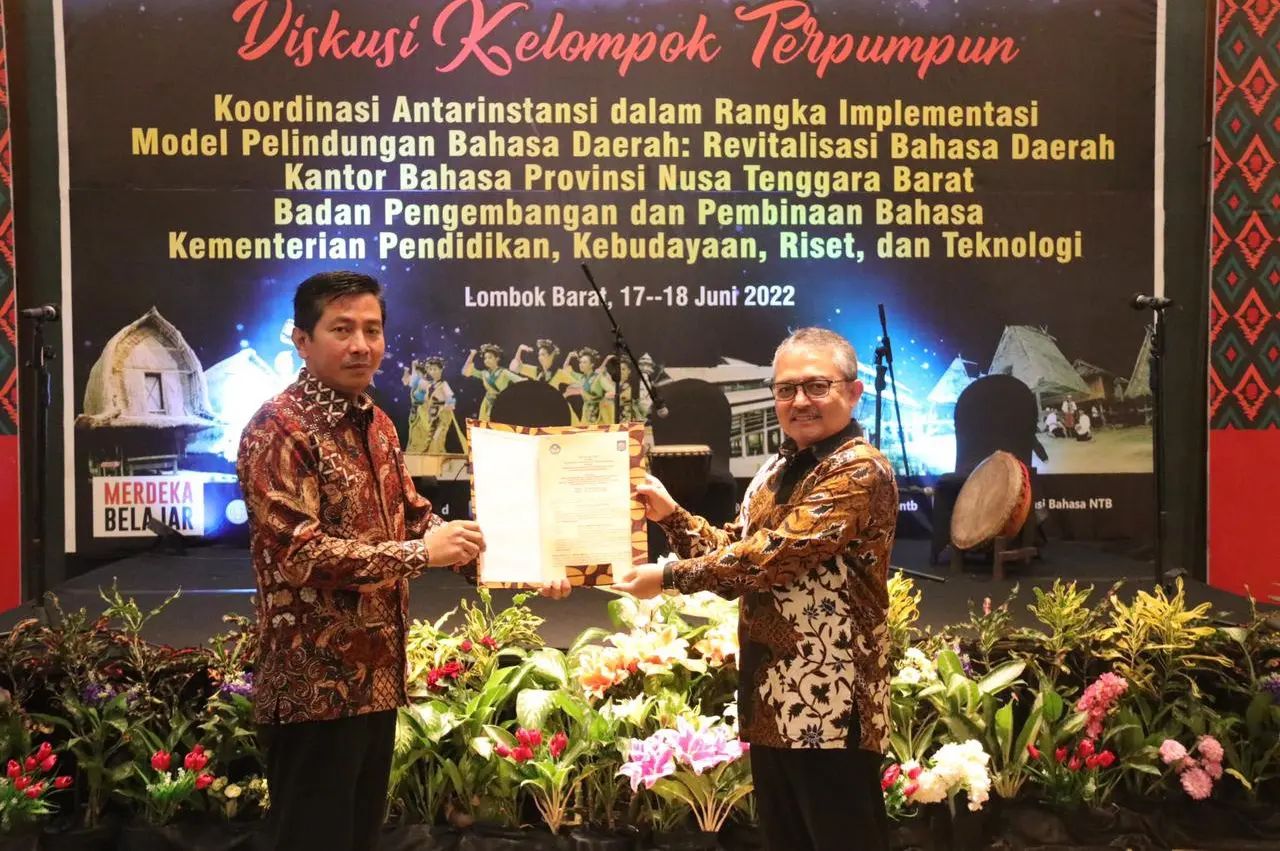 Diskusi Kelompok Terpumpun
Koordinasi Antarinstansi dalam Rangka Implementasi
Model Pelindungan Bahasa Daerah: Revitalisasi Bahasa Daerah
Kantor Bahasa Provinsi Nusa Tenggara Barat
Badan Pengembangan dan Pembinaan Bahasa
Kementerian Pendidikan, Kebudayaan, Riset, dan Teknologi
Lombok Barat, 17--18 Juni 2022
MERDEKA
BELAJAR
Bahasa NTB